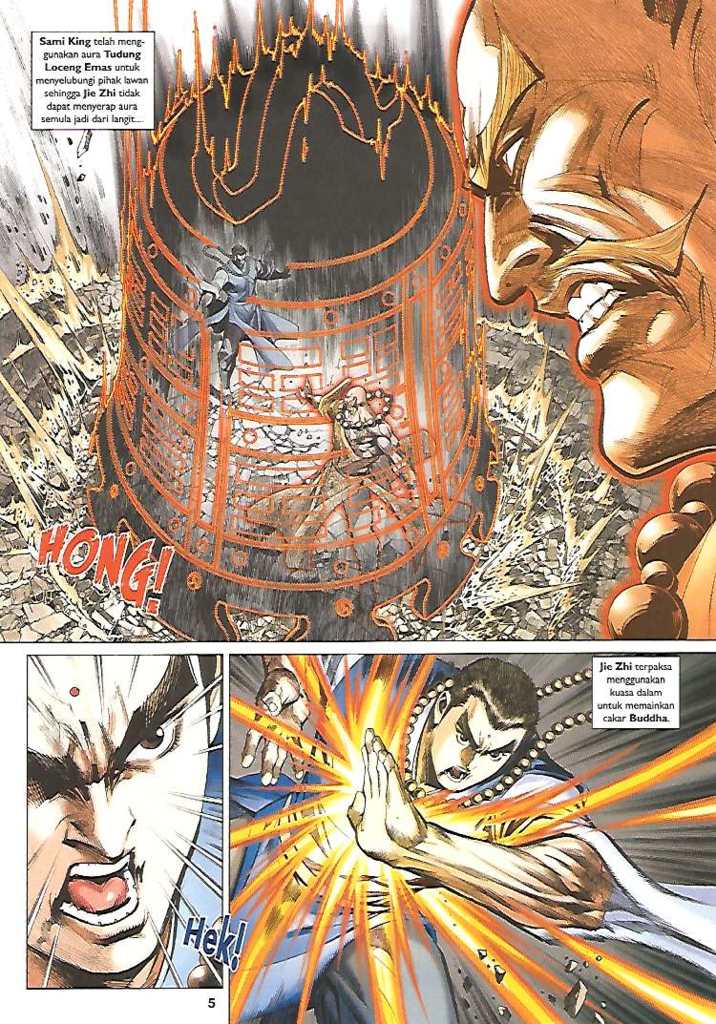 Sami King telah meng-
gunakan aura Tudung
Loceng Emas untuk
menyelubungi pihak lawan
sehingga Jie Zhi tidak
dapat menyerap aura
semula jadi dari langit....
HONG!
Jie Zhi terpaksa
menggunakan
kuasa dalam
untuk memainkan
cakar Buddha.
Hek!
5